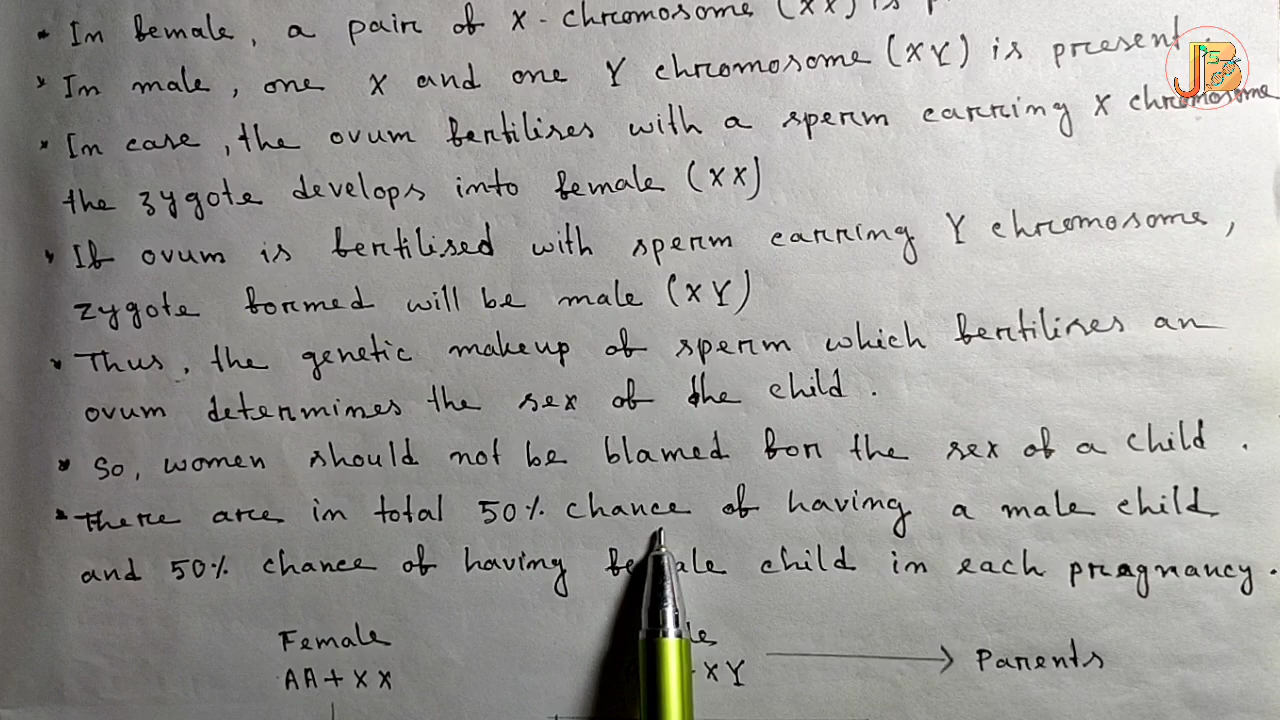 * In female, a pair of X-chromosome (XX) is
* In male, one X and one Y chromosome (XY) is present.
* In case, the ovum fertilises with a sperm carring X chromosome
the zygote develops into female (XX)
* If ovum is fertilised with sperm carring Y chromosome,
zygote formed will be male (XY)
* Thus, the genetic makeup of sperm which fertilises an
ovum determines the sex of the child.
* So, women should not be blamed for the sex of a child.
* There are in total 50% chance of having a male child
and 50% chance of having female child in each pregnancy.
Female
AA+XX XY → Parents